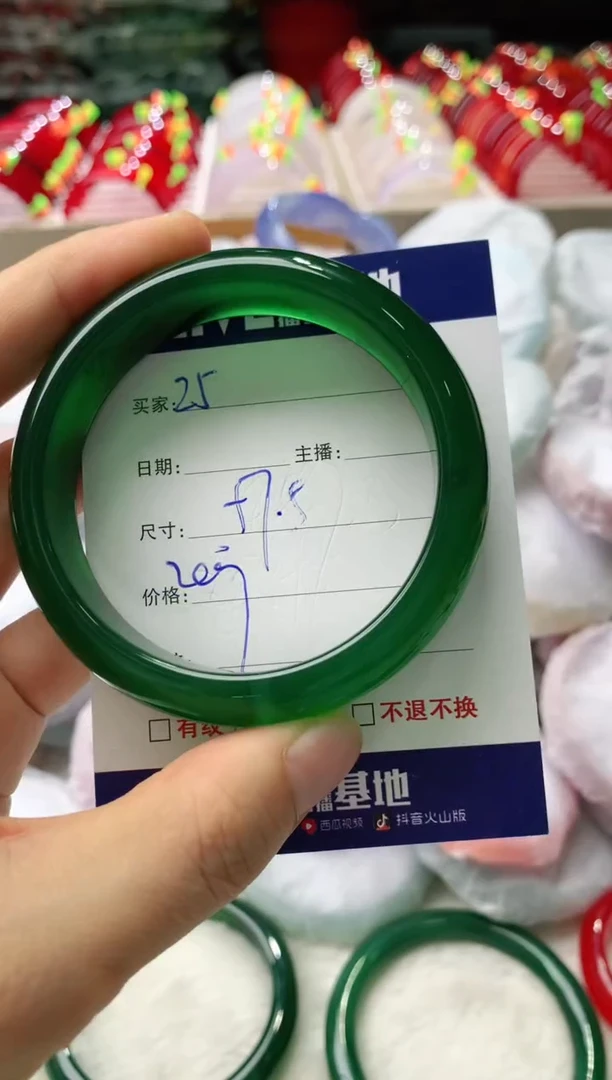 买家: 25
日期: 主播:
尺寸: 57.5
价格:
□有纹 □不退不换
播基地
西瓜视频 抖音火山版